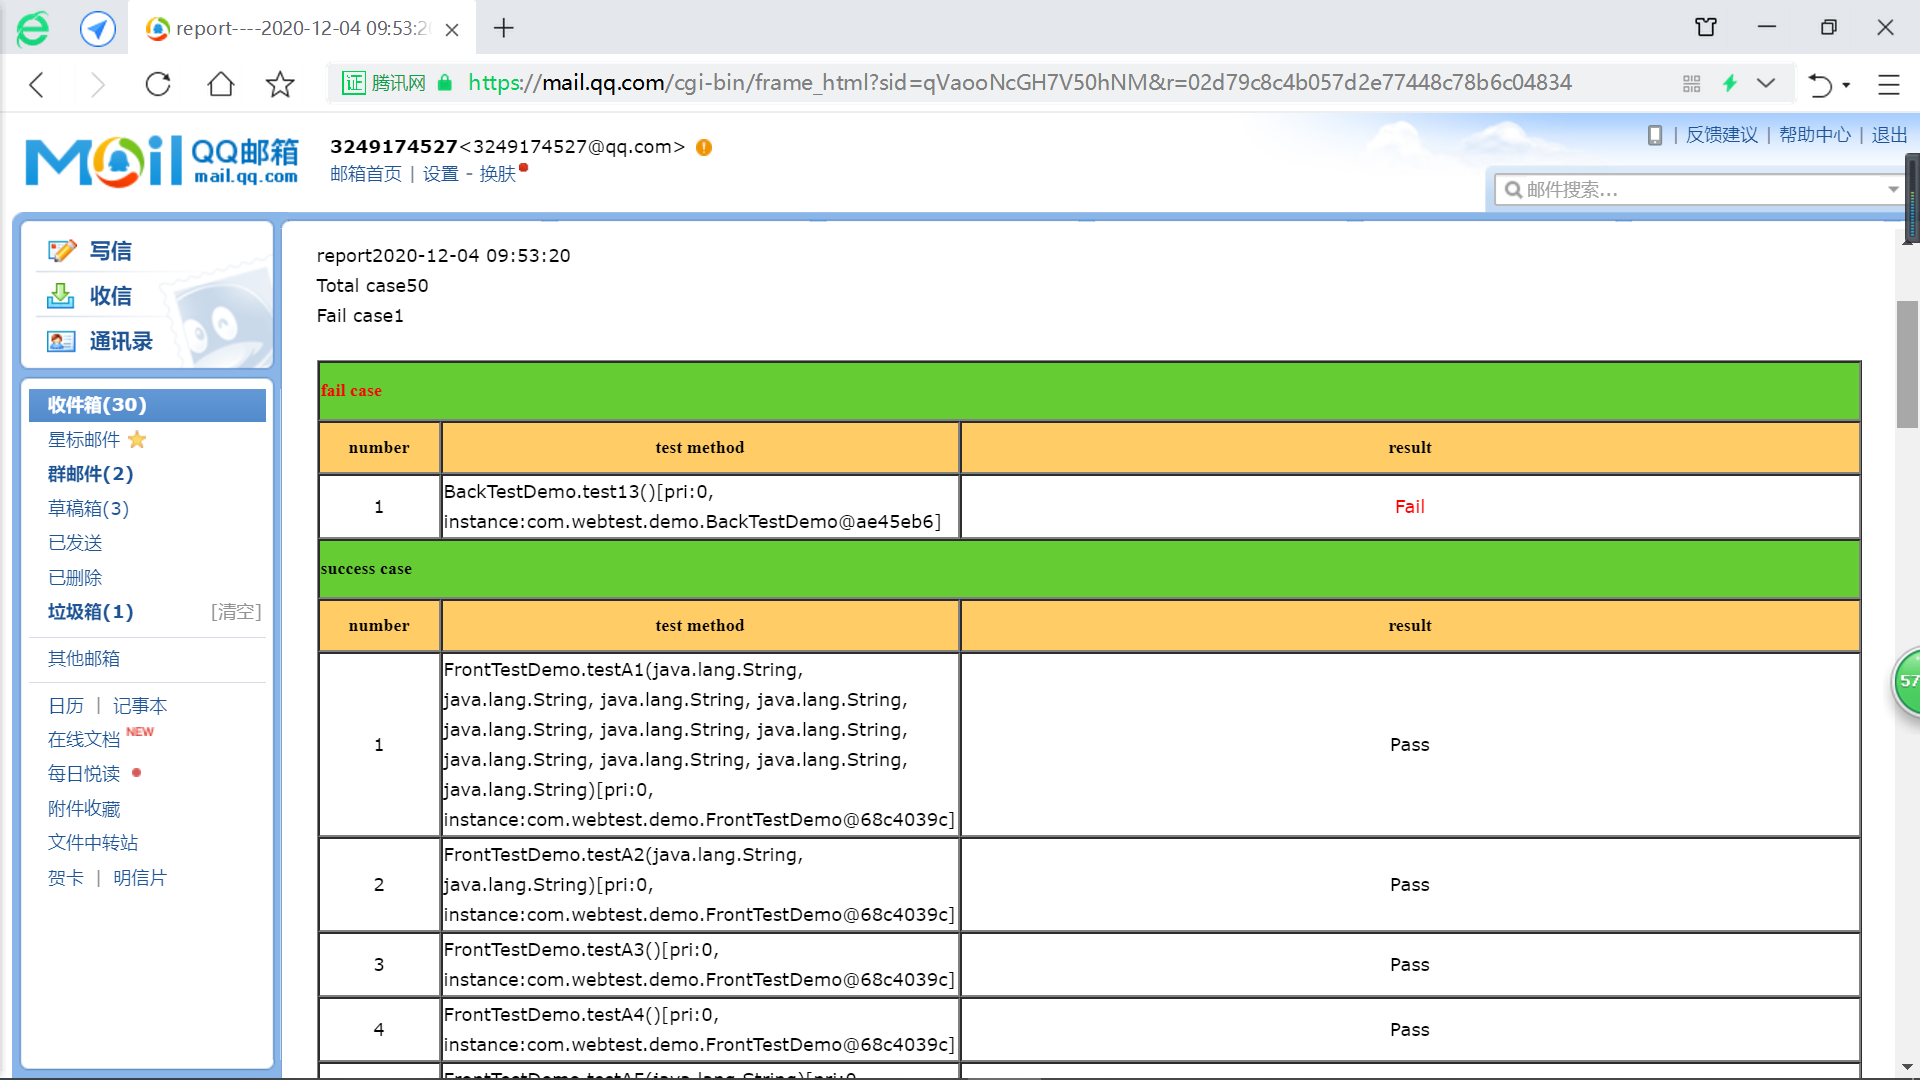 report----2020-12-04 09:53:20
证 腾讯网 https://mail.qq.com/cgi-bin/frame_html?sid=qVaooNcGH7V50hNM&r=02d79c8c4b057d2e77448c78b6c04834
Mail QQ邮箱
mail.qq.com
3249174527<3249174527@qq.com>
邮箱首页 | 设置 - 换肤
| 反馈建议 | 帮助中心 | 退出
邮件搜索...
写信
收信
通讯录
收件箱(30)
星标邮件
群邮件(2)
草稿箱(3)
已发送
已删除
垃圾箱(1) [清空]
其他邮箱
日历 | 记事本
在线文档 NEW
每日悦读
附件收藏
文件中转站
贺卡 | 明信片
report2020-12-04 09:53:20
Total case50
Fail case1
fail case
number test method result
1 BackTestDemo.test13()[pri:0, Fail
instance:com.webtest.demo.BackTestDemo@ae45eb6]
success case
number test method result
FrontTestDemo.testA1(java.lang.String,
java.lang.String, java.lang.String, java.lang.String,
java.lang.String, java.lang.String, java.lang.String,
1 Pass
java.lang.String, java.lang.String, java.lang.String,
java.lang.String)[pri:0,
instance:com.webtest.demo.FrontTestDemo@68c4039c]
FrontTestDemo.testA2(java.lang.String,
2 java.lang.String)[pri:0, Pass
instance:com.webtest.demo.FrontTestDemo@68c4039c]
3 FrontTestDemo.testA3()[pri:0, Pass
instance:com.webtest.demo.FrontTestDemo@68c4039c]
4 FrontTestDemo.testA4()[pri:0, Pass
instance:com.webtest.demo.FrontTestDemo@68c4039c]
FrontTestDemo.testA5(java.lang.String)[pri:0,
57